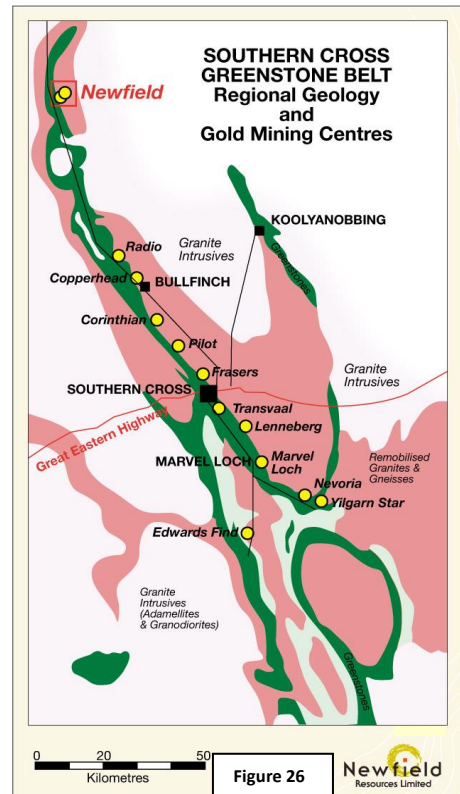 SOUTHERN CROSS
GREENSTONE BELT
Regional Geology
and
Gold Mining Centres
Newfield
KOOLYANOBBING
Granite
Intrusives
Radio
Copperhead
BULLFINCH
Greenstones
Corinthian
Pilot
Frasers
Granite
Intrusives
SOUTHERN CROSS
Transvaal
Lenneberg
Great Eastern Highway
MARVEL LOCH
Marvel
Loch
Remobilised
Granites &
Gneisses
Nevoria
Yilgarn Star
Edwards Find
Granite
Intrusives
(Adamellites
& Granodiorites)
Greenstones
0 50
Kilometres
Figure 26
Newfield
Resources Limited